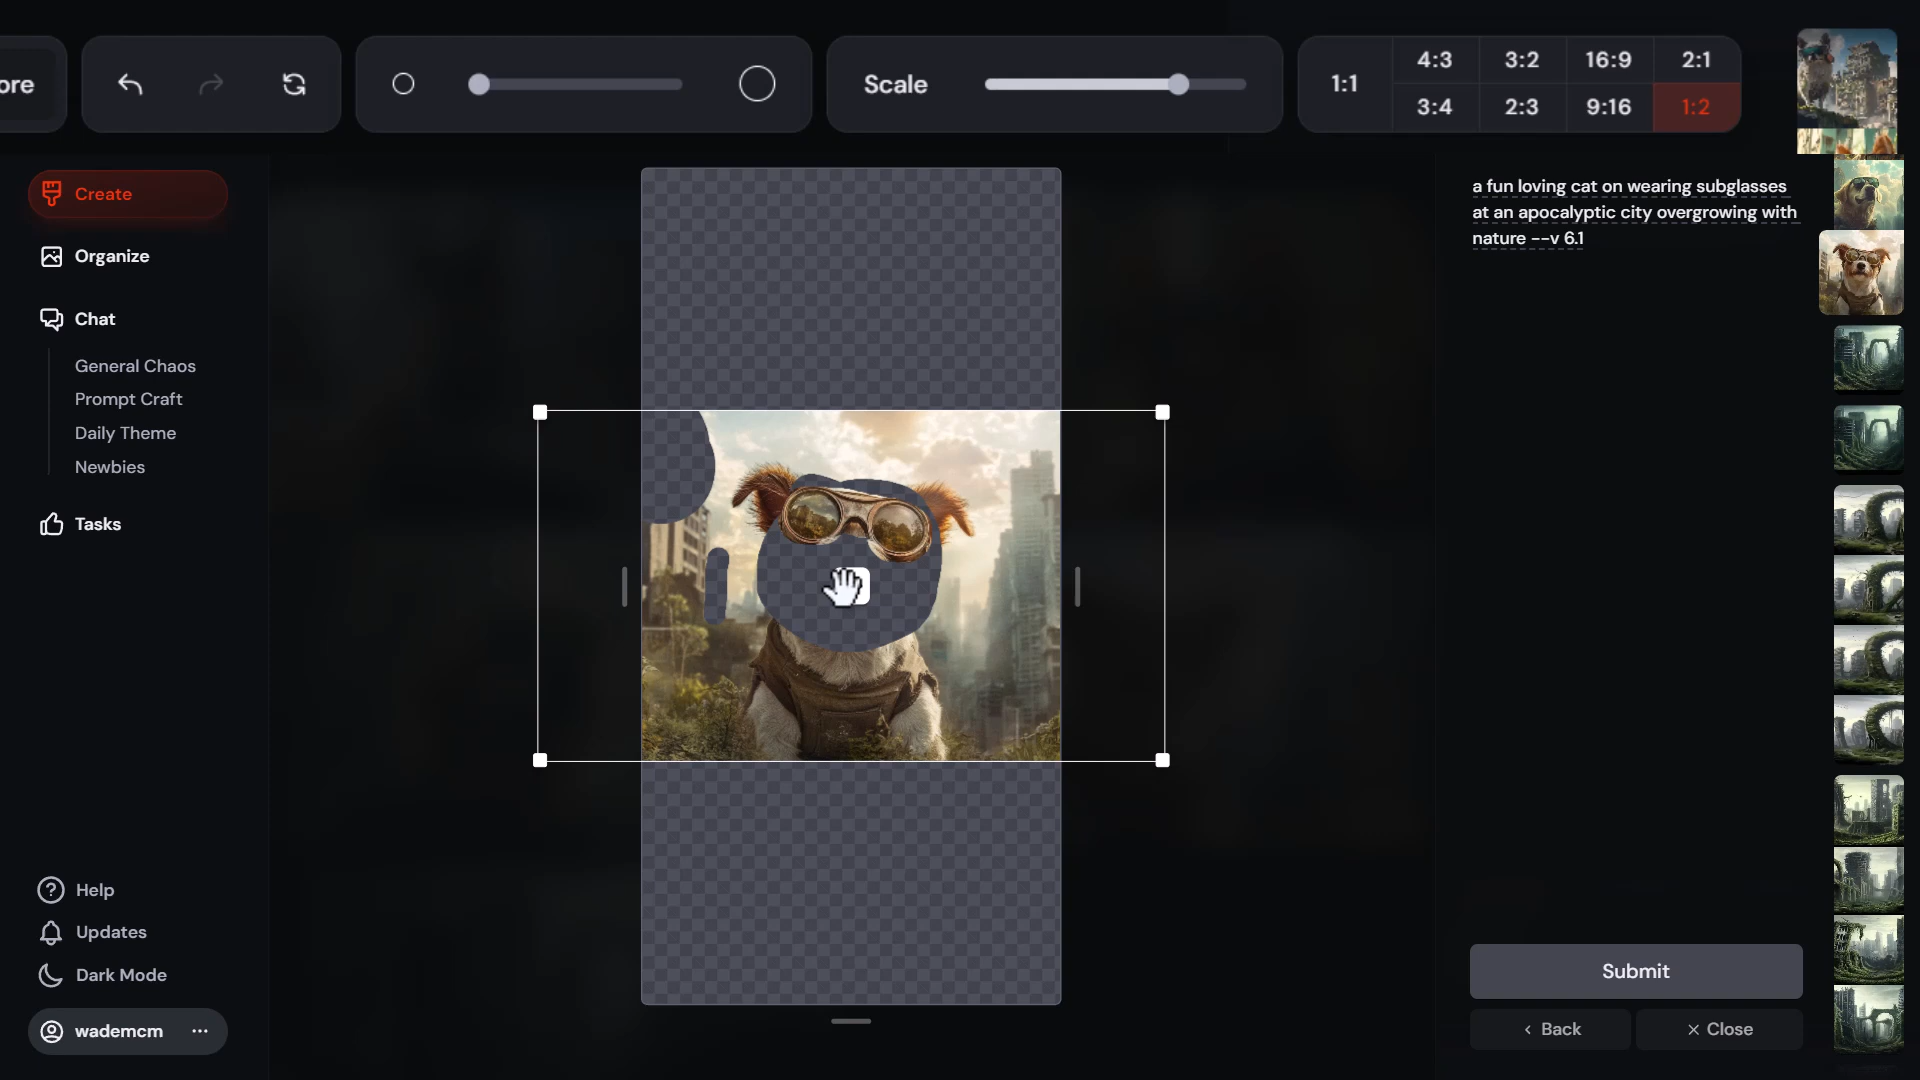 ore
Scale
1:1
4:3 3:2 16:9 2:1
3:4 2:3 9:16 1:2
Create
Organize
Chat
General Chaos
Prompt Craft
Daily Theme
Newbies
Tasks
Help
Updates
Dark Mode
wademcm
a fun loving cat on wearing subglasses
at an apocalyptic city overgrowing with
nature --v 6.1
Submit
Back
Close